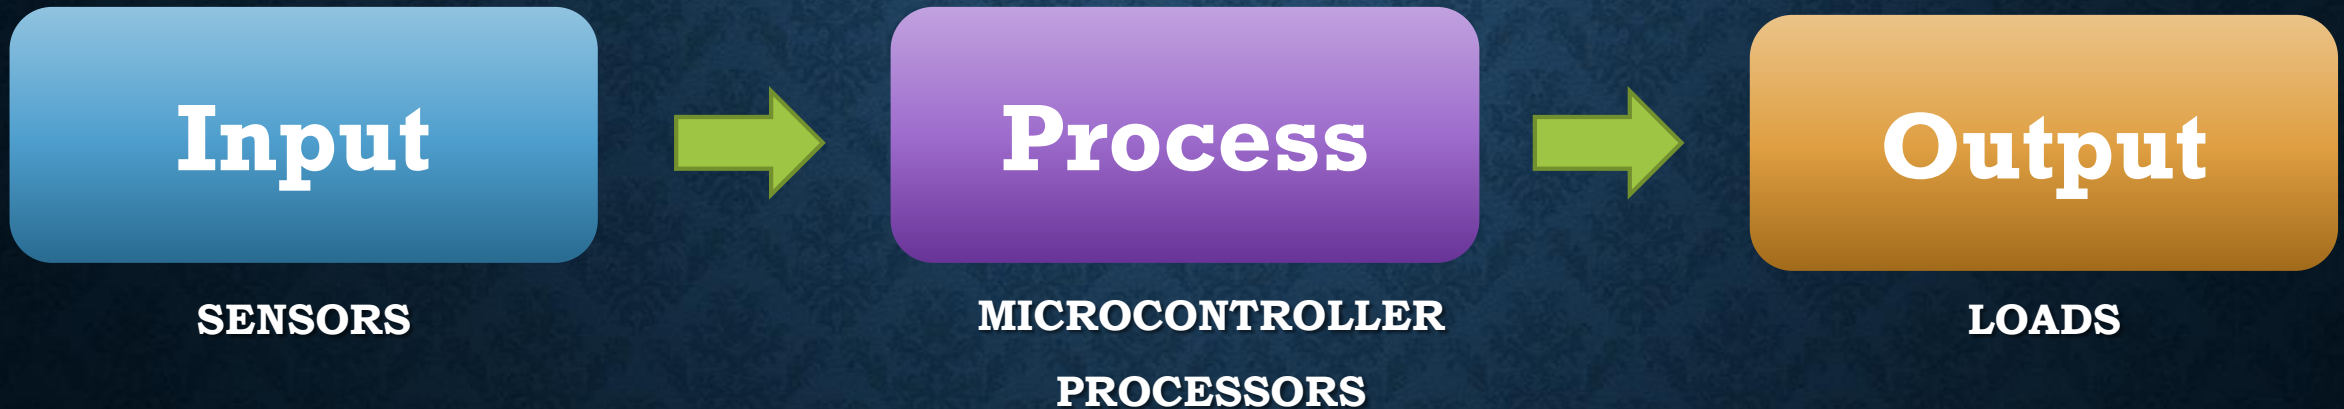 Input
Process
Output
SENSORS
MICROCONTROLLER
PROCESSORS
LOADS